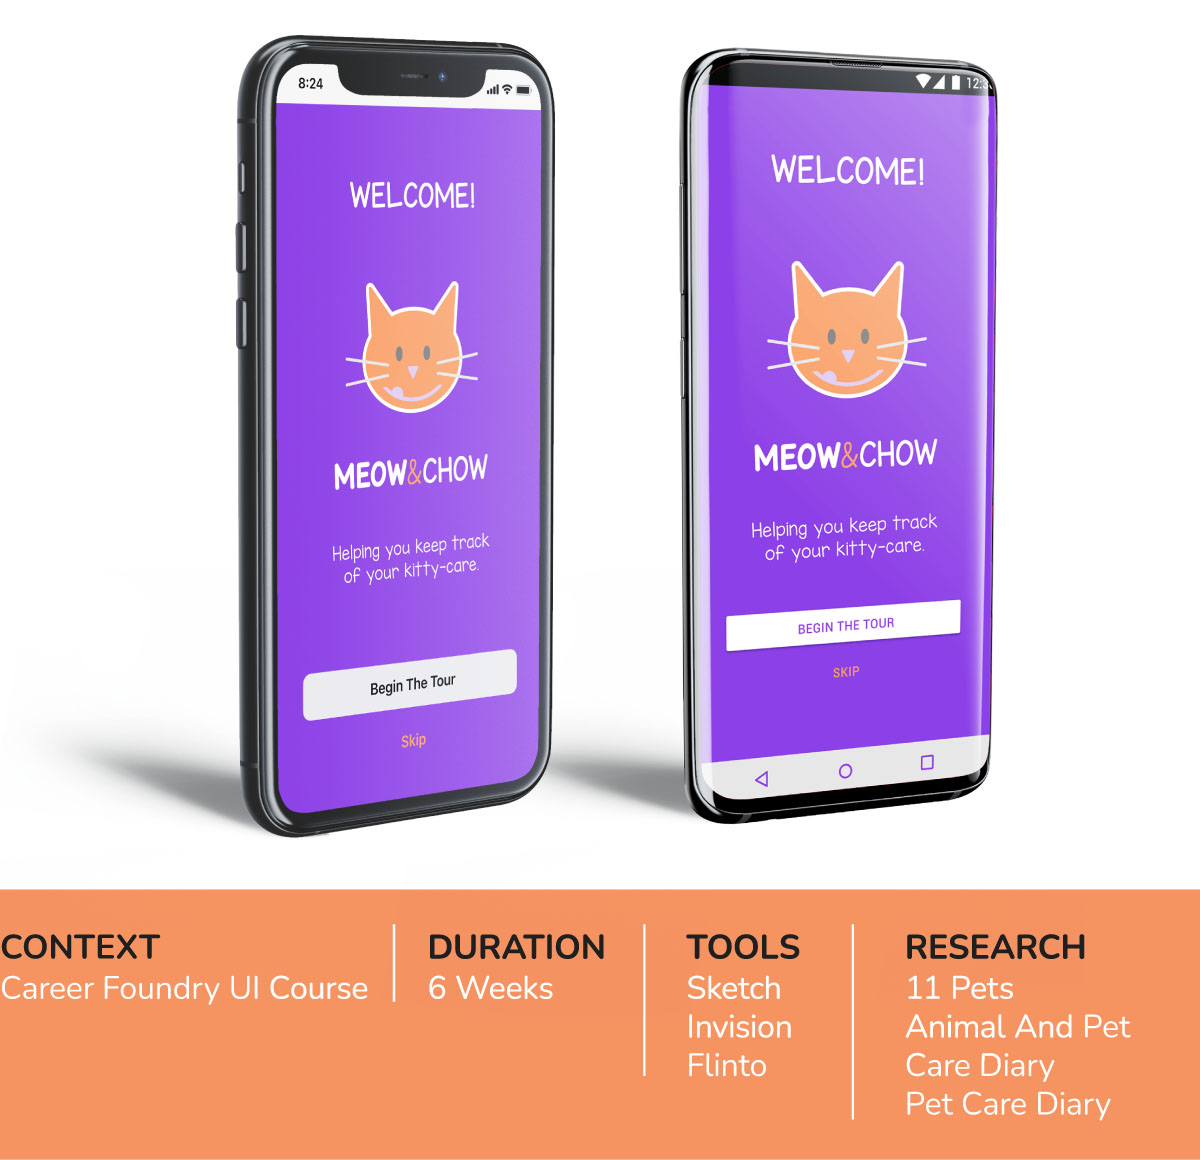 8:24
WELCOME!
MEOW&CHOW
Helping you keep track
of your kitty-care.
Begin The Tour
Skip
WELCOME!
MEOW&CHOW
Helping you keep track
of your kitty-care.
BEGIN THE TOUR
SKIP
CONTEXT
Career Foundry UI Course
DURATION
6 Weeks
TOOLS
Sketch
Invision
Flinto
RESEARCH
11 Pets
Animal And Pet
Care Diary
Pet Care Diary